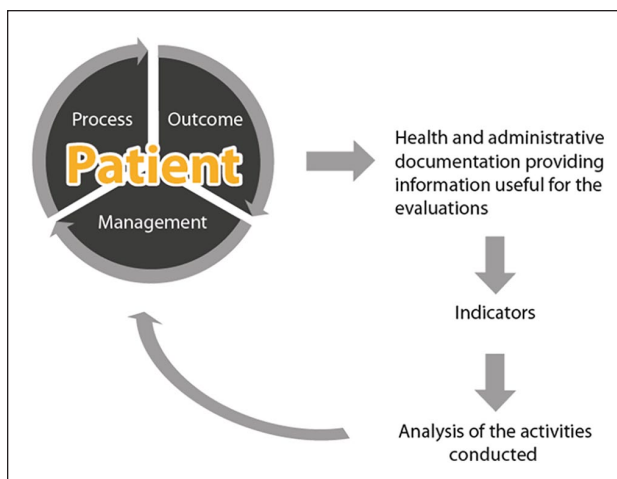 Process Outcome
Patient
Management
Health and administrative
documentation providing
information useful for the
evaluations
Indicators
Analysis of the activities
conducted